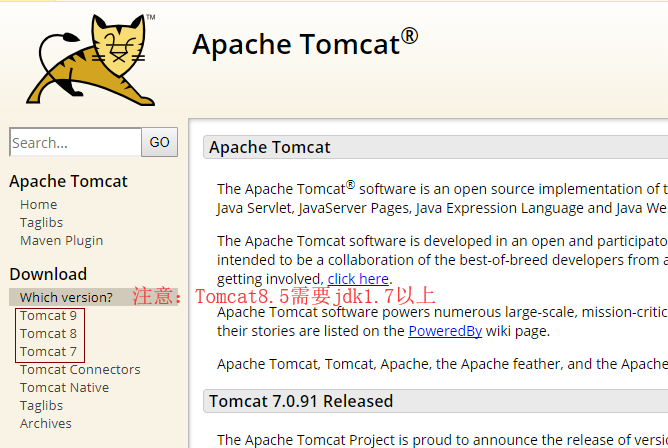 TM
Apache Tomcat®
Search...
GO
Apache Tomcat
Home
Taglibs
Maven Plugin
Download
Which version?
Tomcat 9
Tomcat 8
Tomcat 7
Tomcat Connectors
Tomcat Native
Taglibs
Archives
注意：Tomcat8.5需要jdk1.7以上
Apache Tomcat
The Apache Tomcat® software is an open source implementation of t
Java Servlet, JavaServer Pages, Java Expression Language and Java We
The Apache Tomcat software is developed in an open and participato
intended to be a collaboration of the best-of-breed developers from a
getting involved, click here.
Apache Tomcat software powers numerous large-scale, mission-critic
their stories are listed on the PoweredBy wiki page.
Apache Tomcat, Tomcat, Apache, the Apache feather, and the Apache
Tomcat 7.0.91 Released
The Apache Tomcat Project is proud to announce the release of versio